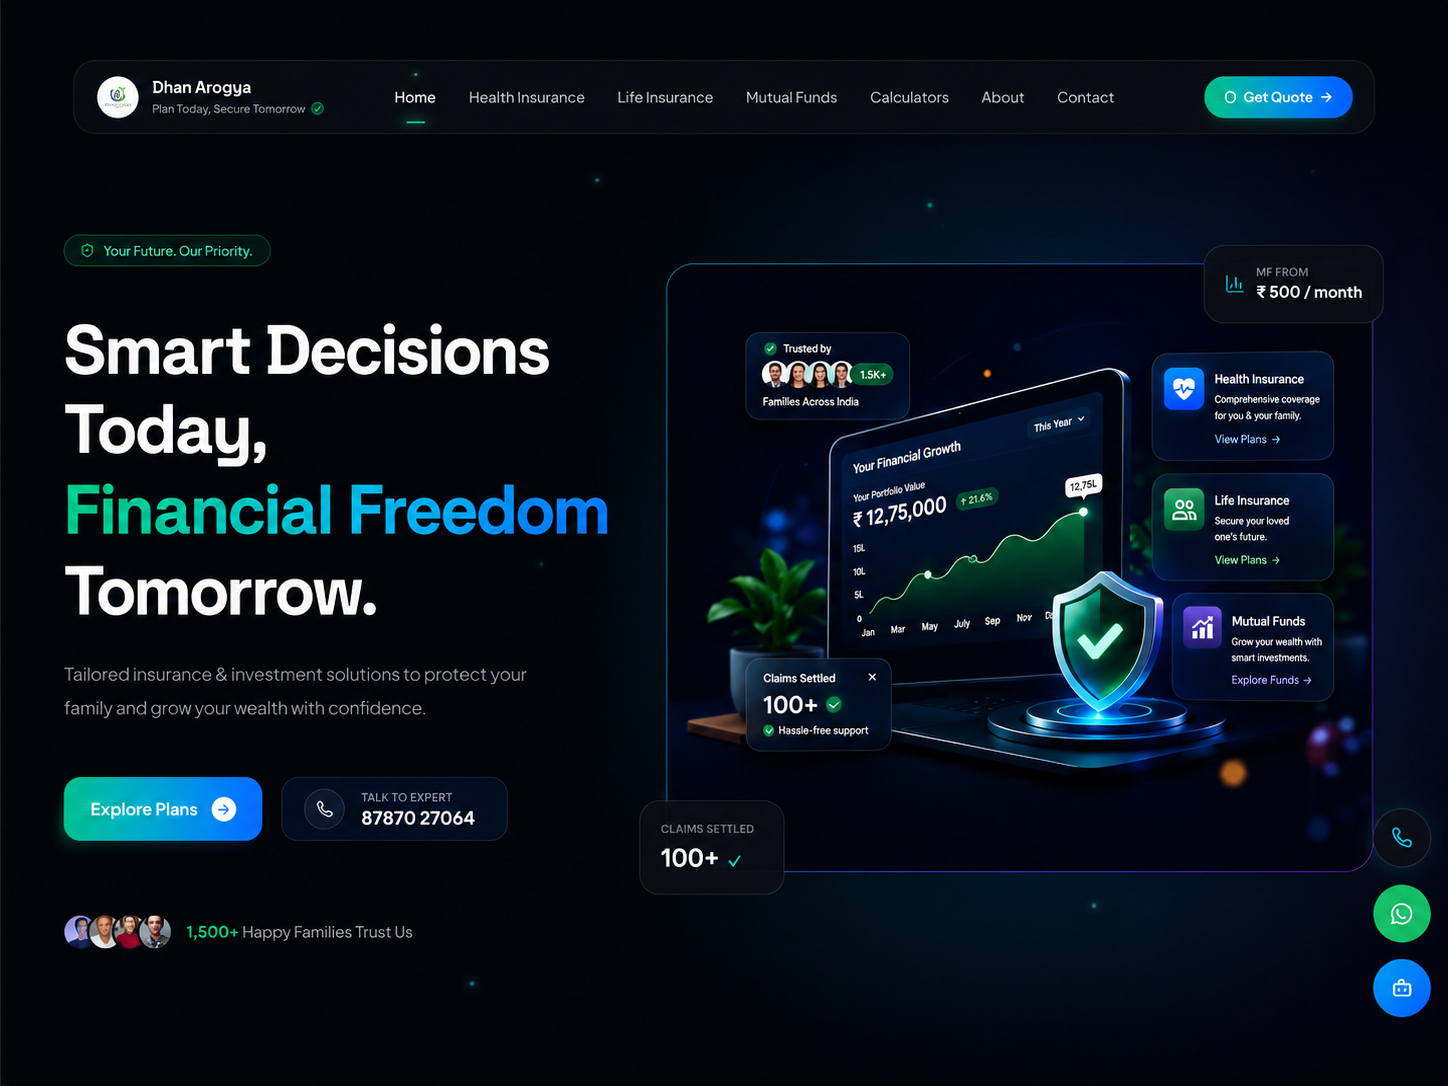 Dhan Arogya
Plan Today, Secure Tomorrow
Home
Health Insurance
Life Insurance
Mutual Funds
Calculators
About
Contact
Get Quote
Your Future. Our Priority.
Smart Decisions
Today,
Financial Freedom
Tomorrow.
Tailored insurance & investment solutions to protect your
family and grow your wealth with confidence.
Explore Plans
TALK TO EXPERT
87870 27064
1,500+ Happy Families Trust Us
MF FROM
₹ 500 / month
Trusted by
1.5K+
Families Across India
Your Financial Growth
This Year
Your Portfolio Value
₹ 12,75,000
↑ 21.6%
12,75L
15L
10L
5L
0
Jan
Mar
May
July
Sep
Nov
Health Insurance
Comprehensive coverage
for you & your family.
View Plans →
Life Insurance
Secure your loved
one's future.
View Plans →
Mutual Funds
Grow your wealth with
smart investments.
Explore Funds →
Claims Settled
100+
Hassle-free support
CLAIMS SETTLED
100+